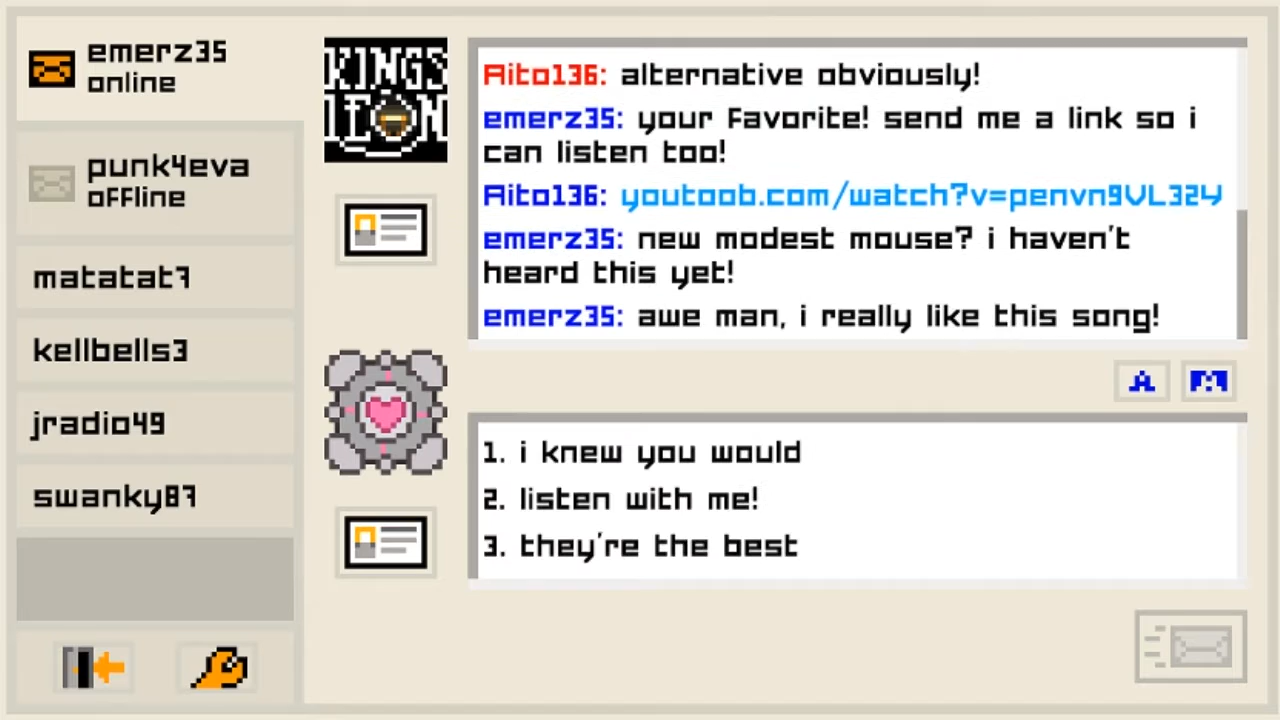 emerz35
online
punk4eva
offline
matatat7
kellbells3
jradio49
swanky87
KINGS
LEON
Aito136: alternative obviously!
emerz35: your favorite! send me a link so i
can listen too!
Aito136: youtoob.com/watch?v=penvn9VL324
emerz35: new modest mouse? i haven't
heard this yet!
emerz35: awe man, i really like this song!
A
1. i knew you would
2. listen with me!
3. they're the best